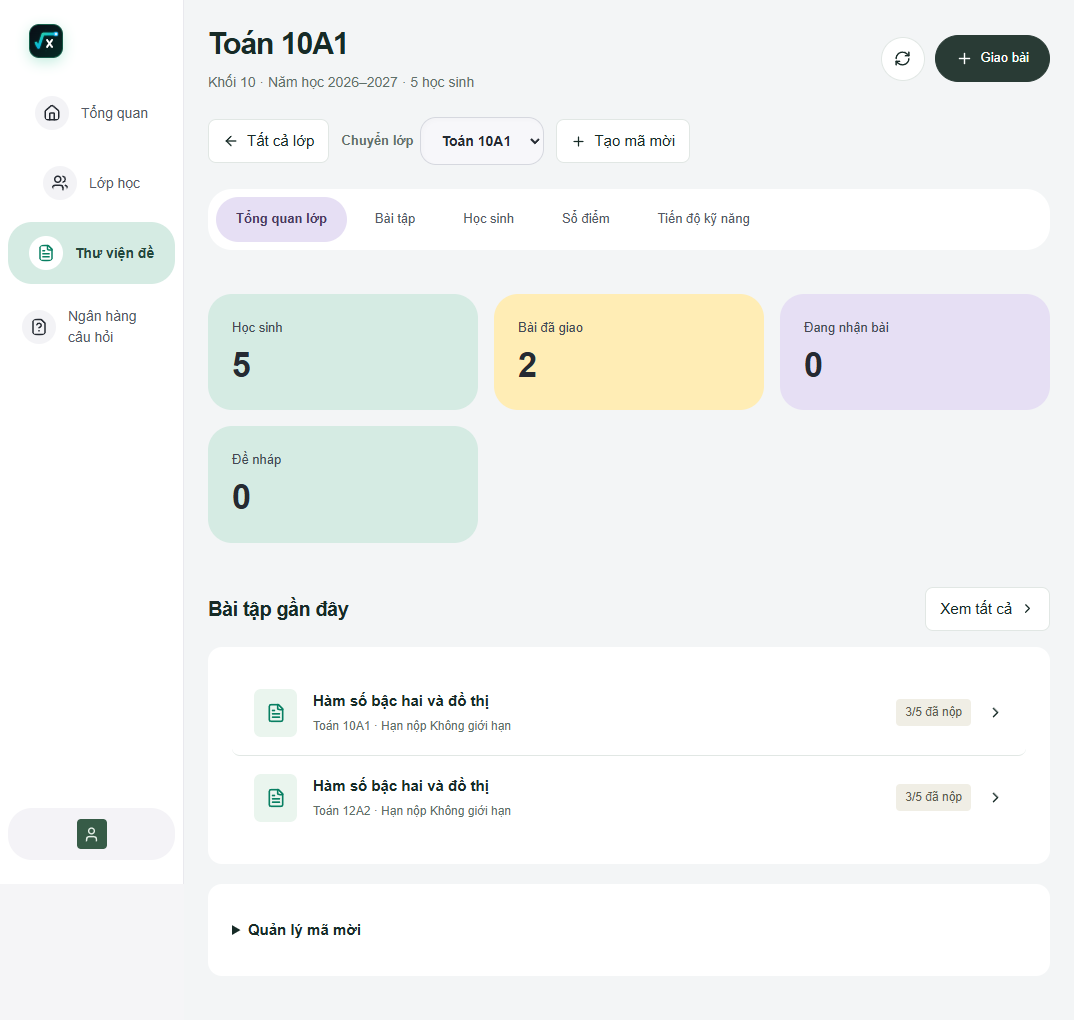 √x
Tổng quan
Lớp học
Thư viện đề
Ngân hàng
câu hỏi
Toán 10A1
Khối 10 · Năm học 2026–2027 · 5 học sinh
Giao bài
Tất cả lớp
Chuyển lớp
Toán 10A1
Tạo mã mời
Tổng quan lớp
Bài tập
Học sinh
Sổ điểm
Tiến độ kỹ năng
Học sinh
5
Bài đã giao
2
Đang nhận bài
0
Đề nháp
0
Bài tập gần đây
Xem tất cả
Hàm số bậc hai và đồ thị
Toán 10A1 · Hạn nộp Không giới hạn
3/5 đã nộp
Hàm số bậc hai và đồ thị
Toán 12A2 · Hạn nộp Không giới hạn
3/5 đã nộp
Quản lý mã mời